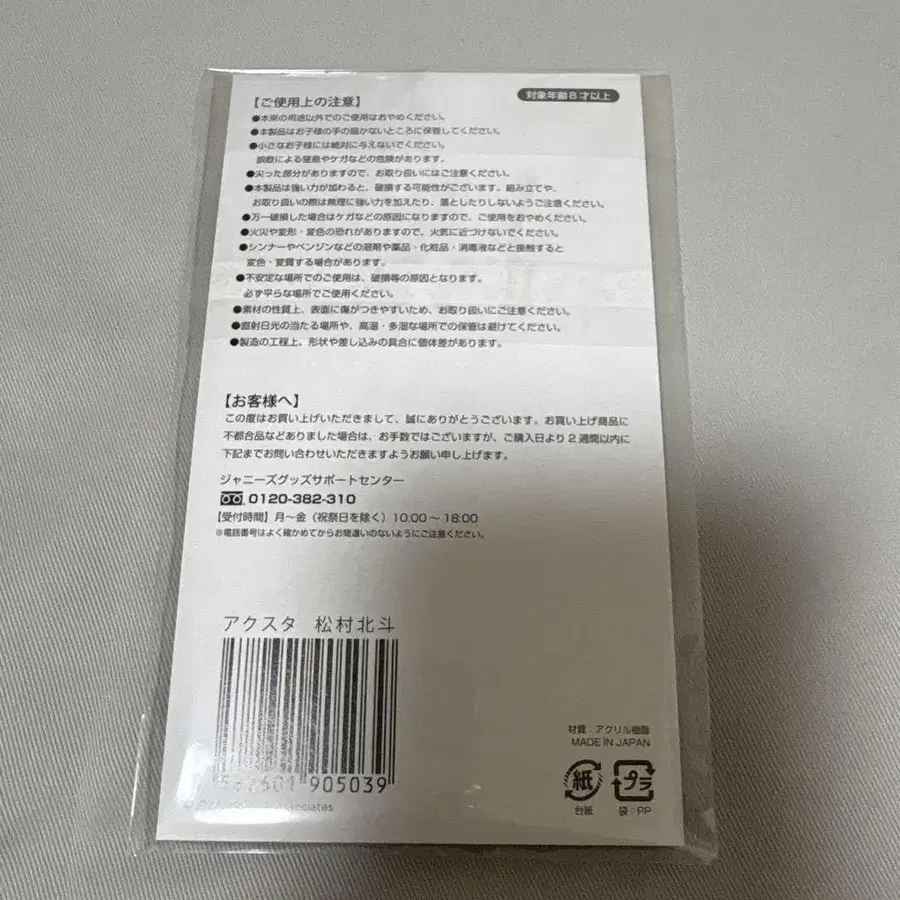 【ご使用上の注意】
対象年齢8才以上
●本来の用途以外でのご使用はおやめください。
●本製品はお子様の手の届かないところに保管してください。
●小さなお子様には絶対に与えないでください。
誤飲による窒息やケガなどの危険があります。
●尖った部分がありますので、お取り扱いにはご注意ください。
●本製品は強い力が加わると、破損する可能性がございます。組み立てや、
お取り扱いの際は無理に強い力を加えたり、落としたりしないようご注意ください。
●万一破損した場合はケガなどの原因になりますので、ご使用をおやめください。
●火災や変形・変色の恐れがありますので、火気に近づけないでください。
●シンナーやベンジンなどの溶剤や薬品・化粧品・消毒液などと接触すると
変色・変質する場合があります。
●不安定な場所でのご使用は、破損等の原因となります。
必ず平らな場所でご使用ください。
●素材の性質上、表面に傷がつきやすいため、お取り扱いにご注意ください。
●直射日光の当たる場所や、高温・多湿な場所での保管は避けてください。
●製造の工程上、形状や差し込みの具合に個体差があります。
【お客様へ】
この度はお買い上げいただきまして、誠にありがとうございます。お買い上げ商品に
不都合品などありました場合は、お手数ではございますが、ご購入日より2週間以内に
下記までお問い合わせいただきますようお願い申し上げます。
ジャニーズグッズサポートセンター
0120-382-310
【受付時間】月〜金（祝祭日を除く）10:00〜18:00
※電話番号はよく確かめてからお間違いのないようにご注意ください。
アクスタ 松村北斗
905039
材質：アクリル樹脂
MADE IN JAPAN
紙
プラ
台紙
袋：PP